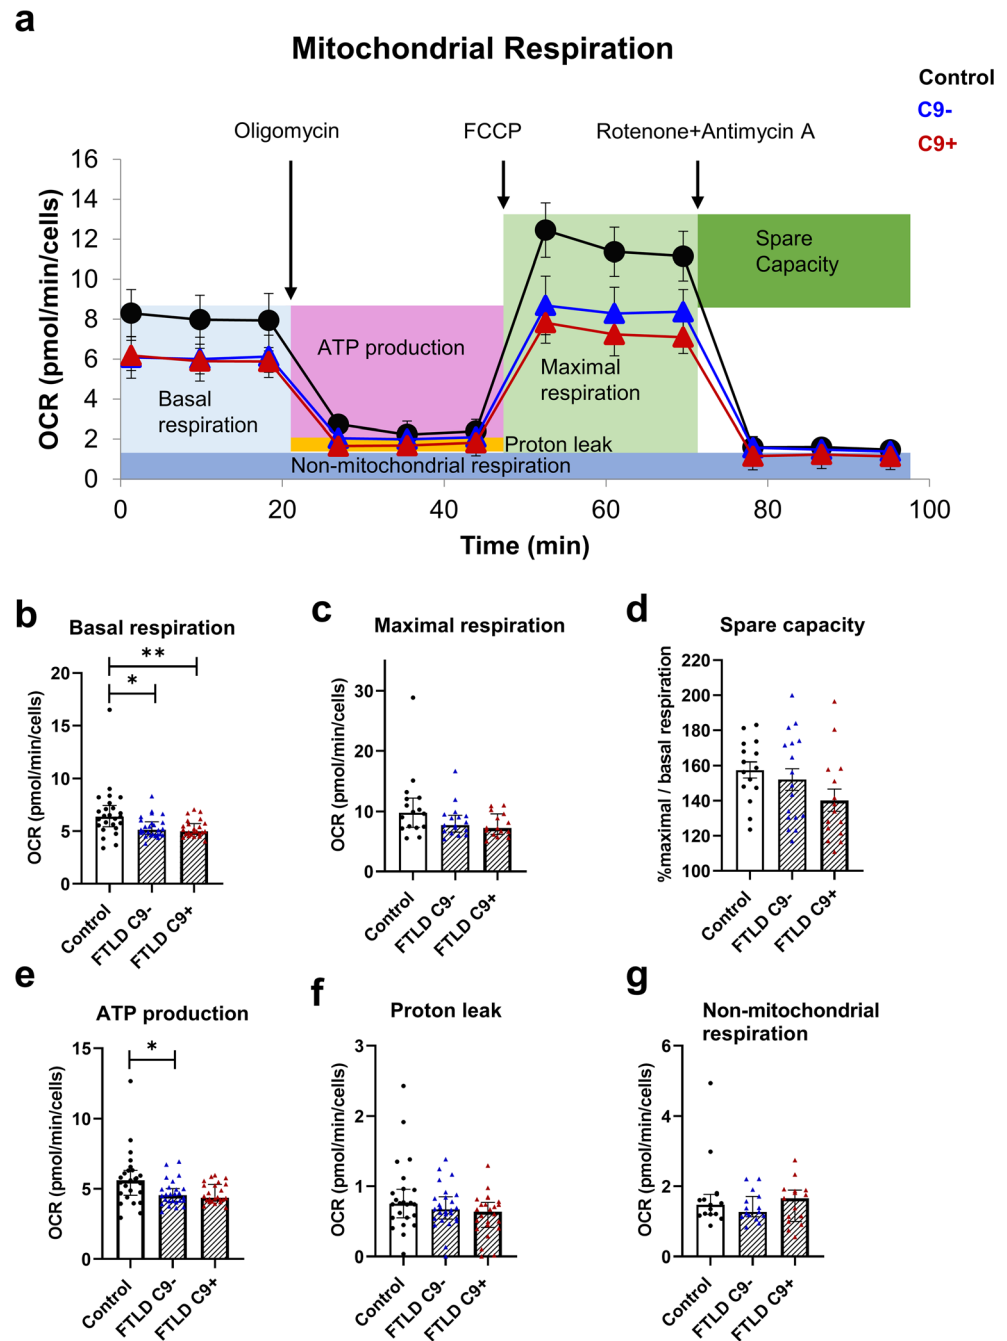 a
Mitochondrial Respiration
Control
C9-
C9+
Oligomycin
FCCP
Rotenone+Antimycin A
16
14
12
10
8
6
4
2
0
OCR (pmol/min/cells)
Spare
Capacity
ATP production
Maximal
respiration
Basal
respiration
Proton leak
Non-mitochondrial respiration
0
20
40
60
80
100
Time (min)
b
Basal respiration
**
*
20
15
10
5
0
OCR (pmol/min/cells)
Control
FTLD C9-
FTLD C9+
c
Maximal respiration
30
20
10
0
OCR (pmol/min/cells)
Control
FTLD C9-
FTLD C9+
d
Spare capacity
220
200
180
160
140
120
100
%maximal / basal respiration
Control
FTLD C9-
FTLD C9+
e
ATP production
*
15
10
5
0
OCR (pmol/min/cells)
Control
FTLD C9-
FTLD C9+
f
Proton leak
3
2
1
0
OCR (pmol/min/cells)
Control
FTLD C9-
FTLD C9+
g
Non-mitochondrial
respiration
6
4
2
0
OCR (pmol/min/cells)
Control
FTLD C9-
FTLD C9+